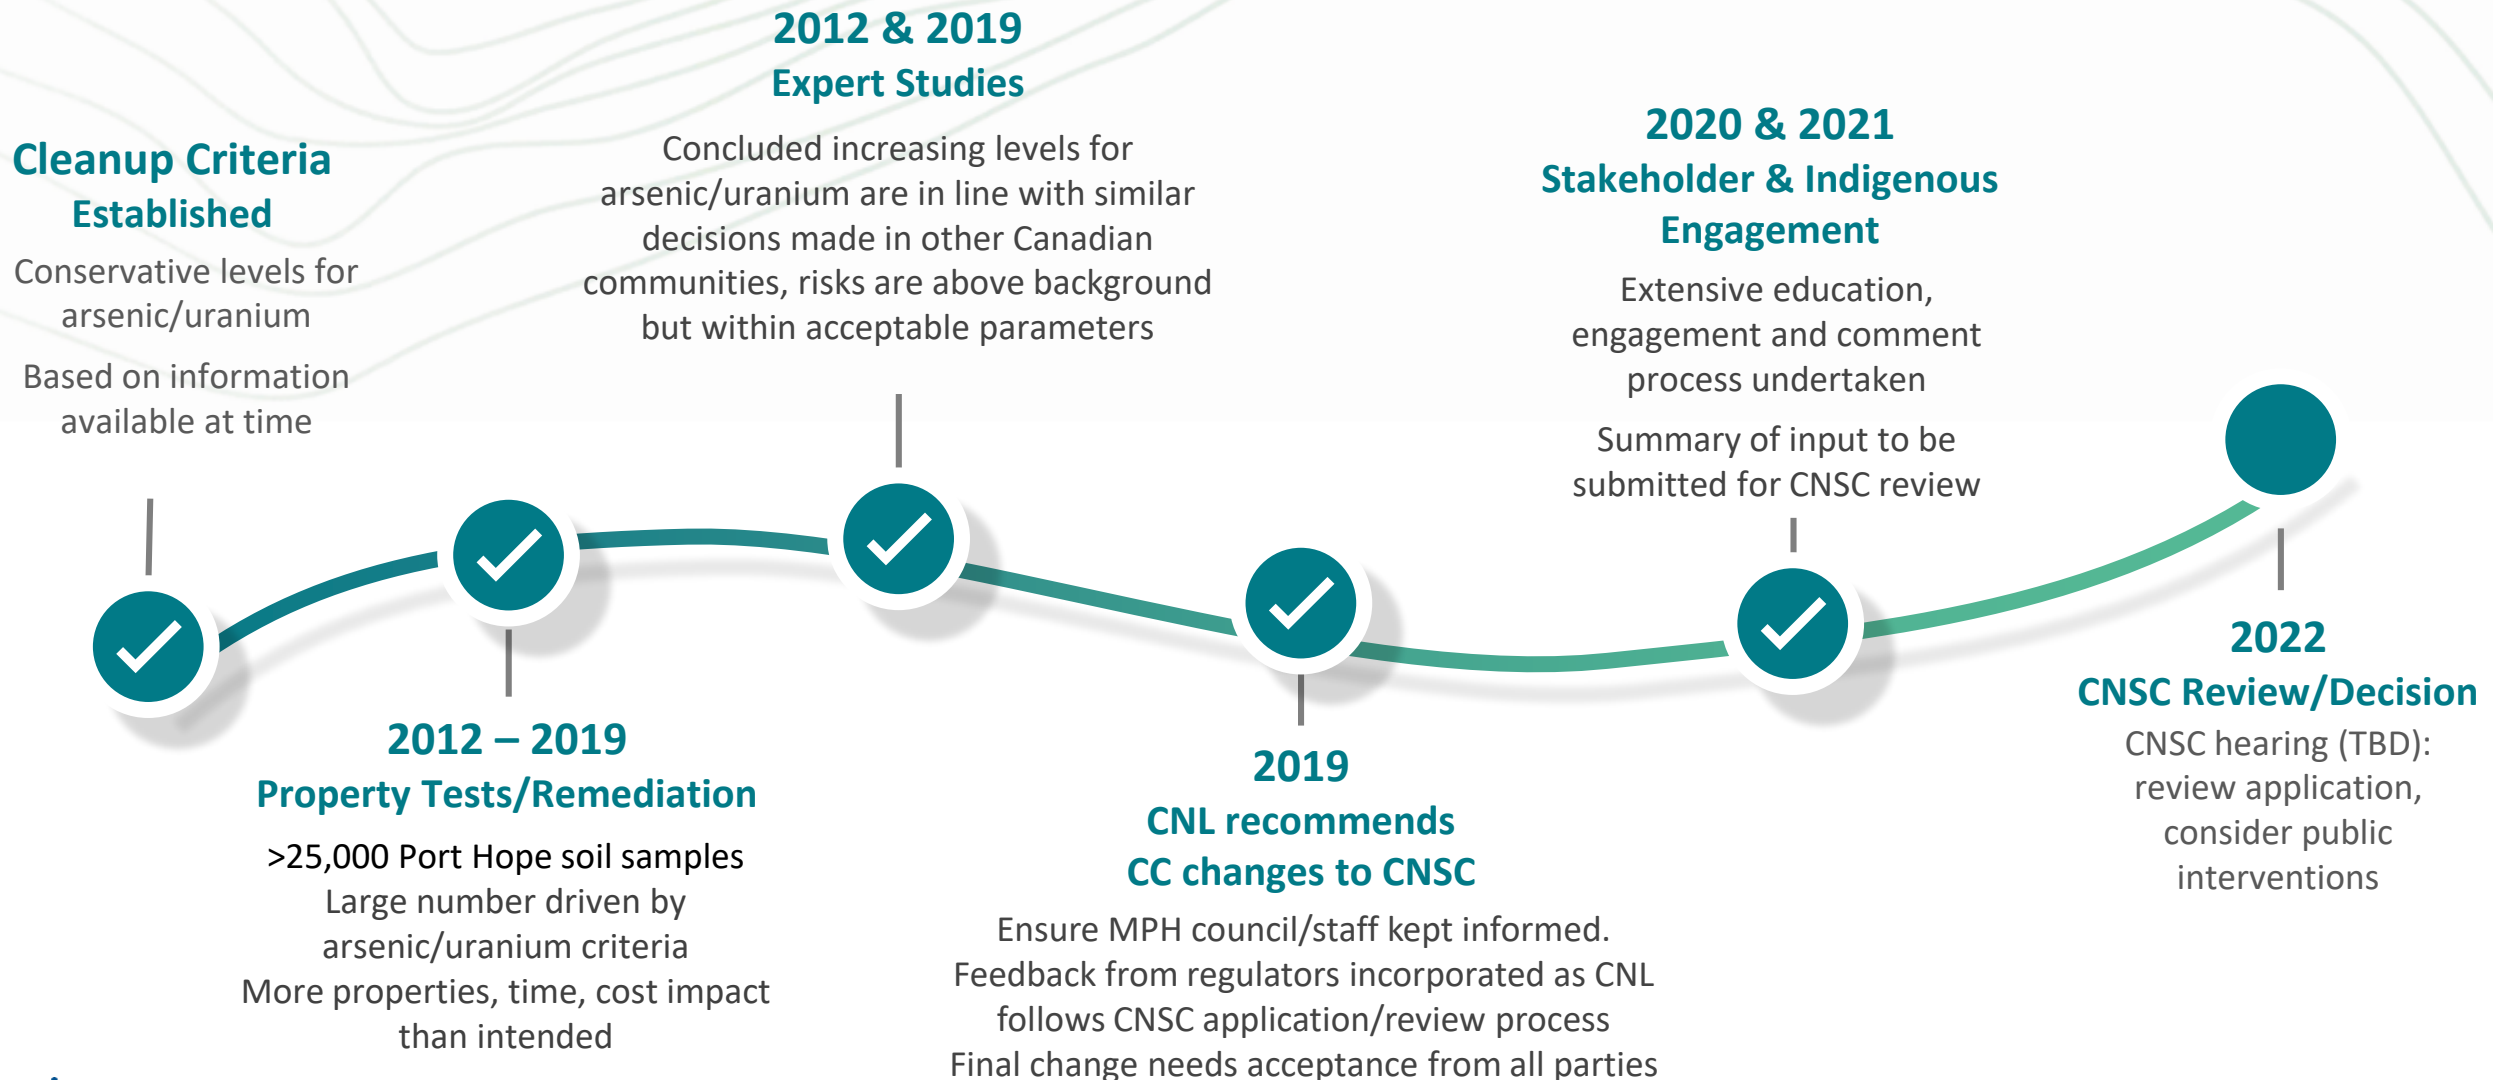 Cleanup Criteria
Established
Conservative levels for
arsenic/uranium
Based on information
available at time
2012 – 2019
Property Tests/Remediation
>25,000 Port Hope soil samples
Large number driven by
arsenic/uranium criteria
More properties, time, cost impact
than intended
2012 & 2019
Expert Studies
Concluded increasing levels for
arsenic/uranium are in line with similar
decisions made in other Canadian
communities, risks are above background
but within acceptable parameters
2019
CNL recommends
CC changes to CNSC
Ensure MPH council/staff kept informed.
Feedback from regulators incorporated as CNL
follows CNSC application/review process
Final change needs acceptance from all parties
2020 & 2021
Stakeholder & Indigenous
Engagement
Extensive education,
engagement and comment
process undertaken
Summary of input to be
submitted for CNSC review
2022
CNSC Review/Decision
CNSC hearing (TBD):
review application,
consider public
interventions